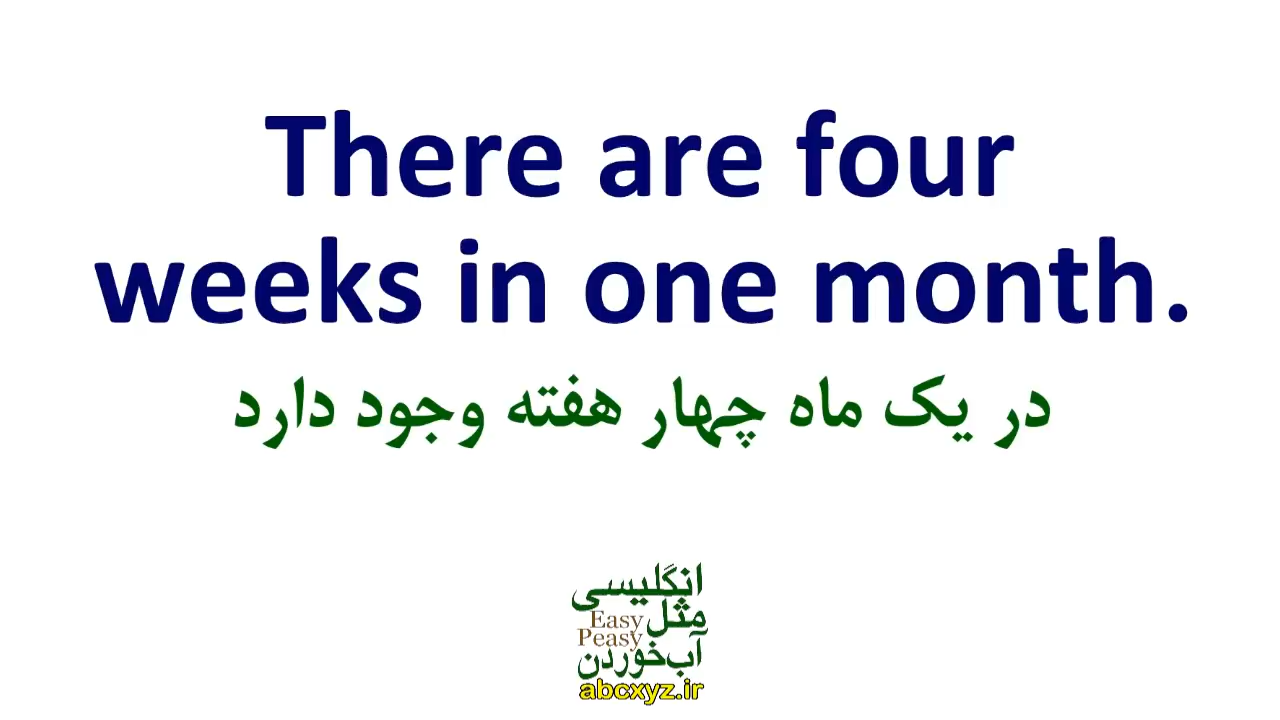 There are four
weeks in one month.
در یک ماه چهار هفته وجود دارد
انگلیسی
مثل
Easy
Peasy
آب‌خوردن
abcxyz.ir